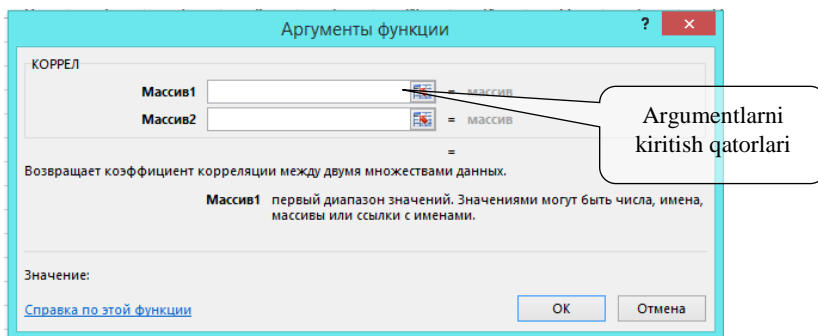 Аргументы функции
? ×
КОРРЕЛ
Массив1 = массив
Массив2 = массив
=
Возвращает коэффициент корреляции между двумя множествами данных.
Массив1 первый диапазон значений. Значениями могут быть числа, имена,
массивы или ссылки с именами.
Значение:
Справка по этой функции
ОК
Отмена
Argumentlarni
kiritish qatorlari